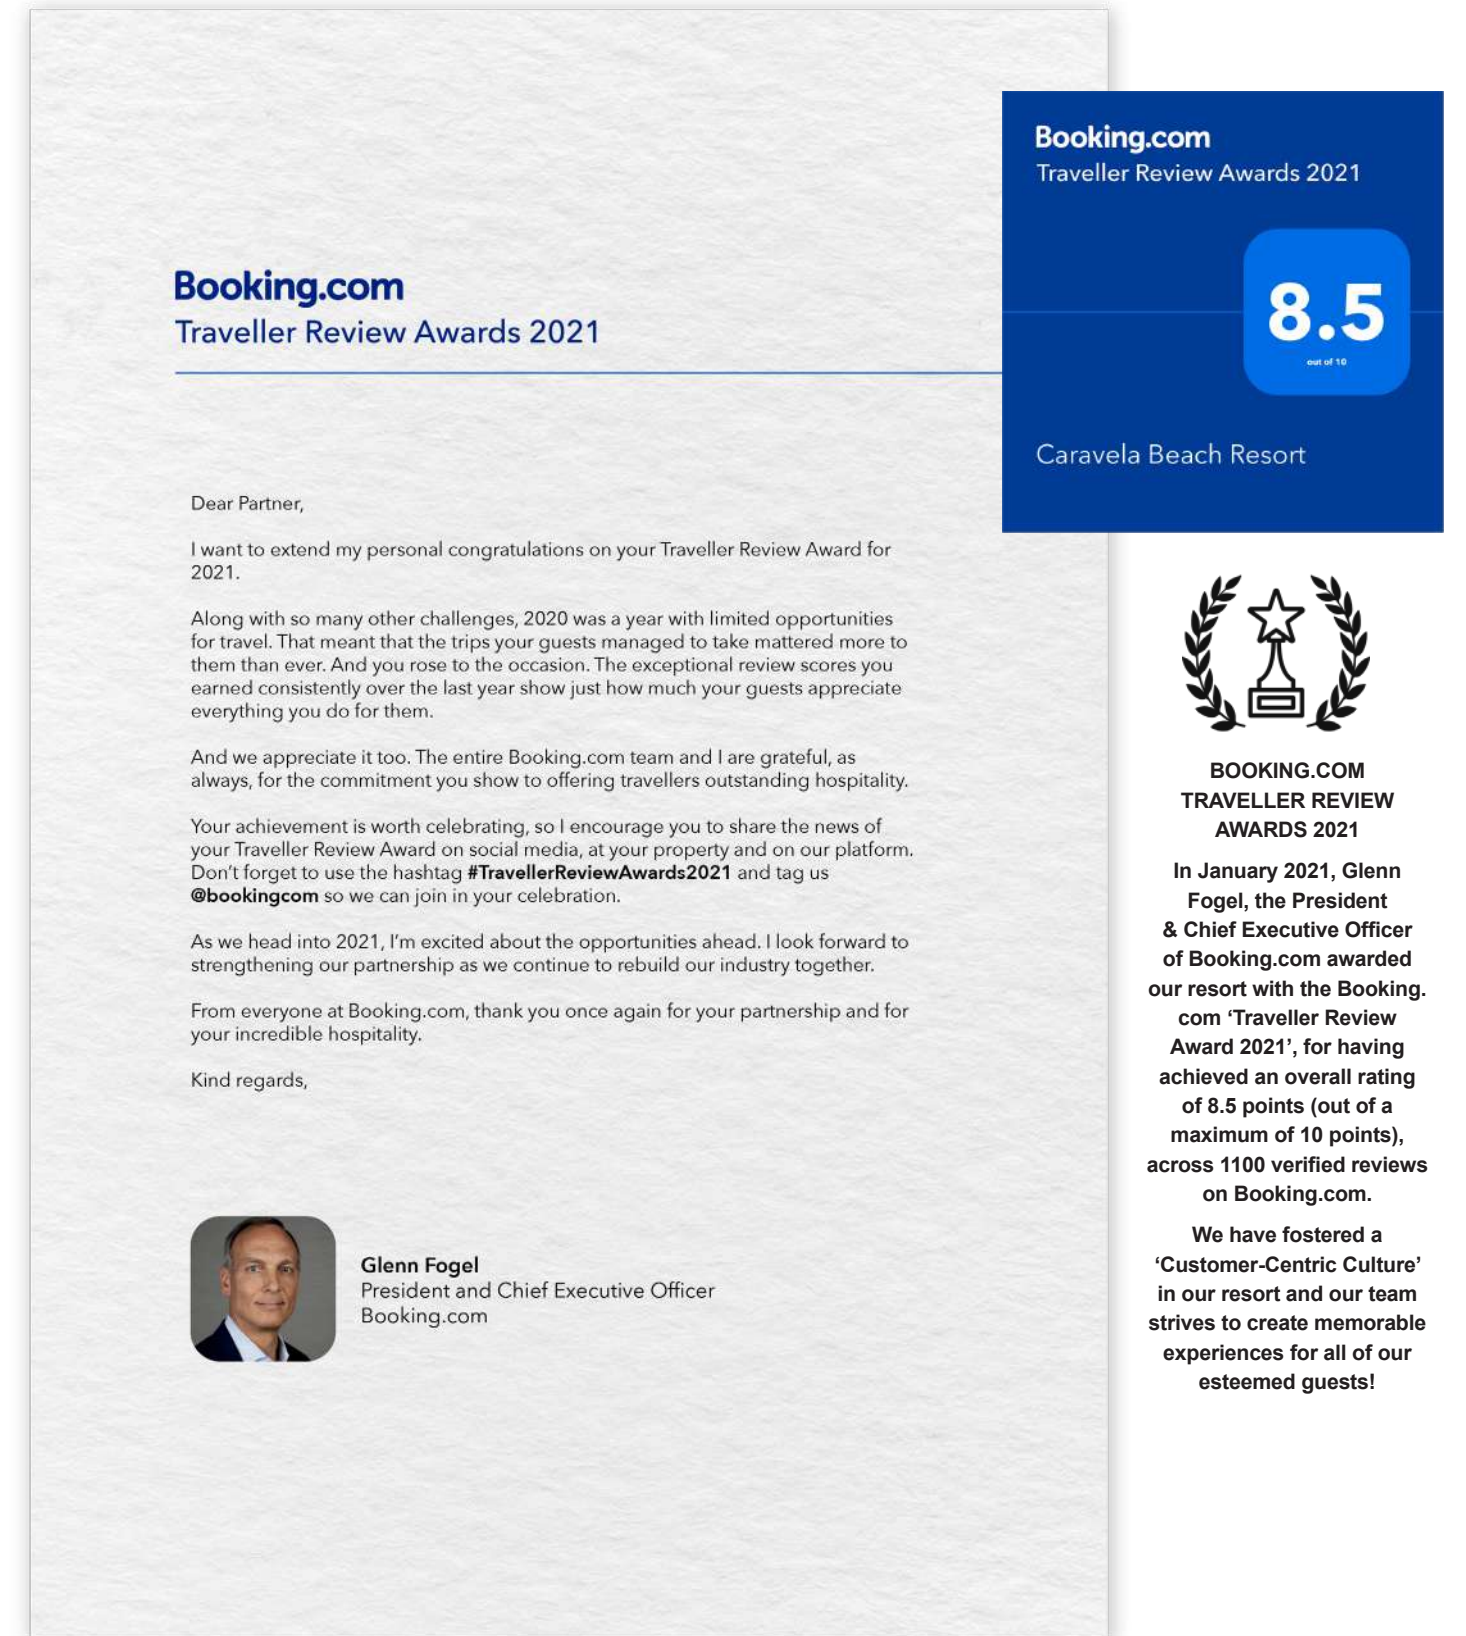 Booking.com
Traveller Review Awards 2021
Dear Partner,
I want to extend my personal congratulations on your Traveller Review Award for
2021.
Along with so many other challenges, 2020 was a year with limited opportunities
for travel. That meant that the trips your guests managed to take mattered more to
them than ever. And you rose to the occasion. The exceptional review scores you
earned consistently over the last year show just how much your guests appreciate
everything you do for them.
And we appreciate it too. The entire Booking.com team and I are grateful, as
always, for the commitment you show to offering travellers outstanding hospitality.
Your achievement is worth celebrating, so I encourage you to share the news of
your Traveller Review Award on social media, at your property and on our platform.
Don't forget to use the hashtag #TravellerReviewAwards2021 and tag us
@bookingcom so we can join in your celebration.
As we head into 2021, I'm excited about the opportunities ahead. I look forward to
strengthening our partnership as we continue to rebuild our industry together.
From everyone at Booking.com, thank you once again for your partnership and for
your incredible hospitality.
Kind regards,
Glenn Fogel
President and Chief Executive Officer
Booking.com
Booking.com
Traveller Review Awards 2021
8.5
out of 10
Caravela Beach Resort
BOOKING.COM
TRAVELLER REVIEW
AWARDS 2021
In January 2021, Glenn
Fogel, the President
& Chief Executive Officer
of Booking.com awarded
our resort with the Booking.
com ‘Traveller Review
Award 2021’, for having
achieved an overall rating
of 8.5 points (out of a
maximum of 10 points),
across 1100 verified reviews
on Booking.com.
We have fostered a
‘Customer-Centric Culture’
in our resort and our team
strives to create memorable
experiences for all of our
esteemed guests!